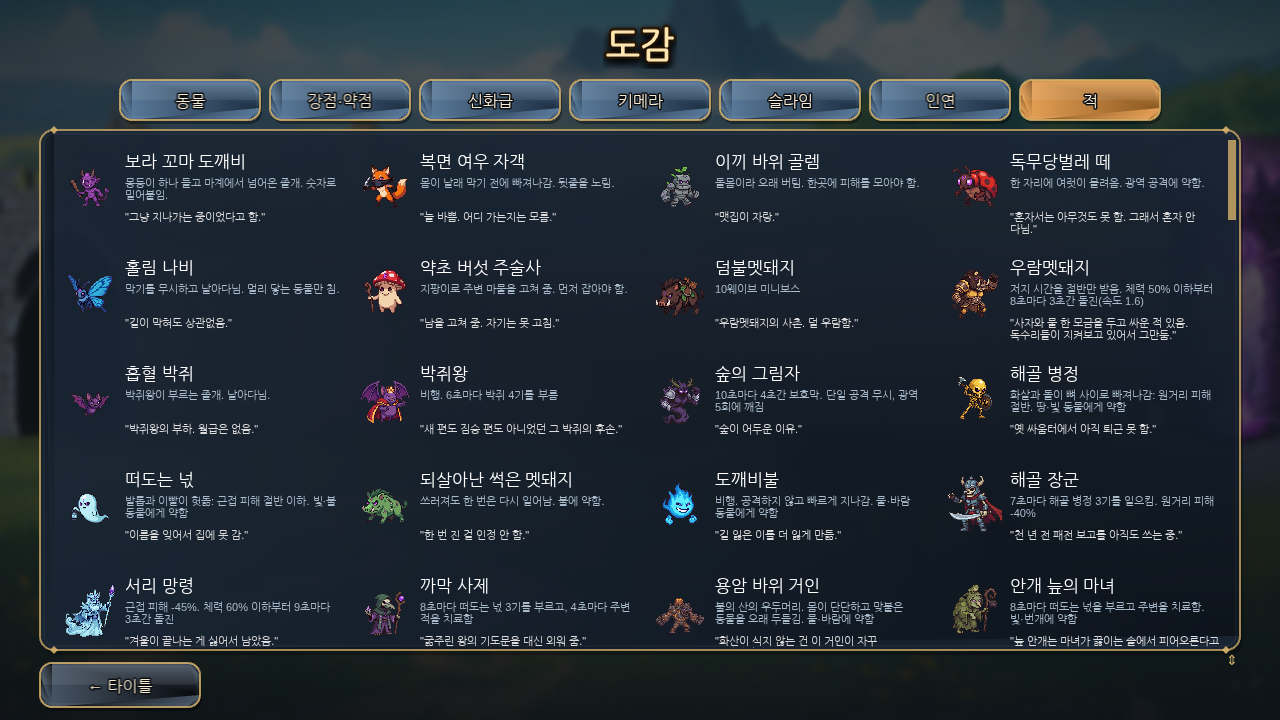 도감
동물
강점·약점
신화급
키메라
슬라임
인연
적
보라 꼬마 도깨비
몽둥이 하나 들고 마계에서 넘어온 졸개. 숫자로
밀어붙임.
"그냥 지나가는 중이었다고 함."
복면 여우 자객
몸이 날래 막기 전에 빠져나감. 뒷줄을 노림.
"늘 바쁨. 어디 가는지는 모름."
이끼 바위 골렘
돌몸이라 오래 버팀. 한곳에 피해를 모아야 함.
"맷집이 자랑."
독무당벌레 떼
한 자리에 여럿이 몰려옴. 광역 공격에 약함.
"혼자서는 아무것도 못 함. 그래서 혼자 안
다님."
홀림 나비
막기를 무시하고 날아다님. 멀리 닿는 동물만 침.
"길이 막혀도 상관없음."
약초 버섯 주술사
지팡이로 주변 마물을 고쳐 줌. 먼저 잡아야 함.
"남을 고쳐 줌. 자기는 못 고침."
덤불멧돼지
10웨이브 미니보스
"우람멧돼지의 사촌. 덜 우람함."
우람멧돼지
저지 시간을 절반만 받음. 체력 50% 이하부터
8초마다 3초간 돌진(속도 1.6)
"사자와 물 한 모금을 두고 싸운 적 있음.
독수리들이 지켜보고 있어서 그만둠."
흡혈 박쥐
박쥐왕이 부르는 졸개. 날아다님.
"박쥐왕의 부하. 월급은 없음."
박쥐왕
비행. 6초마다 박쥐 4기를 부름
"새 편도 짐승 편도 아니었던 그 박쥐의 후손."
숲의 그림자
10초마다 4초간 보호막. 단일 공격 무시, 광역
5회에 깨짐
"숲이 어두운 이유."
해골 병정
화살과 돌이 뼈 사이로 빠져나감: 원거리 피해
절반. 땅·빛 동물에게 약함
"옛 싸움터에서 아직 퇴근 못 함."
떠도는 넋
발톱과 이빨이 헛돎: 근접 피해 절반 이하. 빛·불
동물에게 약함
"이름을 잊어서 집에 못 감."
되살아난 썩은 멧돼지
쓰러져도 한 번은 다시 일어남. 불에 약함.
"한 번 진 걸 인정 안 함."
도깨비불
비행. 공격하지 않고 빠르게 지나감. 물·바람
동물에게 약함
"길 잃은 이를 더 잃게 만듦."
해골 장군
7초마다 해골 병정 3기를 일으킴. 원거리 피해
-40%
"천 년 전 패전 보고를 아직도 쓰는 중."
서리 망령
근접 피해 -45%. 체력 60% 이하부터 9초마다
3초간 돌진
"겨울이 끝나는 게 싫어서 남았음."
까막 사제
8초마다 떠도는 넋 3기를 부르고, 4초마다 주변
적을 치료함
"굶주린 왕의 기도문을 대신 외워 줌."
용암 바위 거인
불의 산의 우두머리. 몸이 단단하고 맞붙은
동물을 오래 두들김. 물·바람에 약함
"화산이 식지 않는 건 이 거인이 자꾸
안개 늪의 마녀
8초마다 떠도는 넋을 부르고 주변을 치료함.
빛·번개에 약함
"늪 안개는 마녀가 끓이는 솥에서 피어오른다고
← 타이틀
⇕